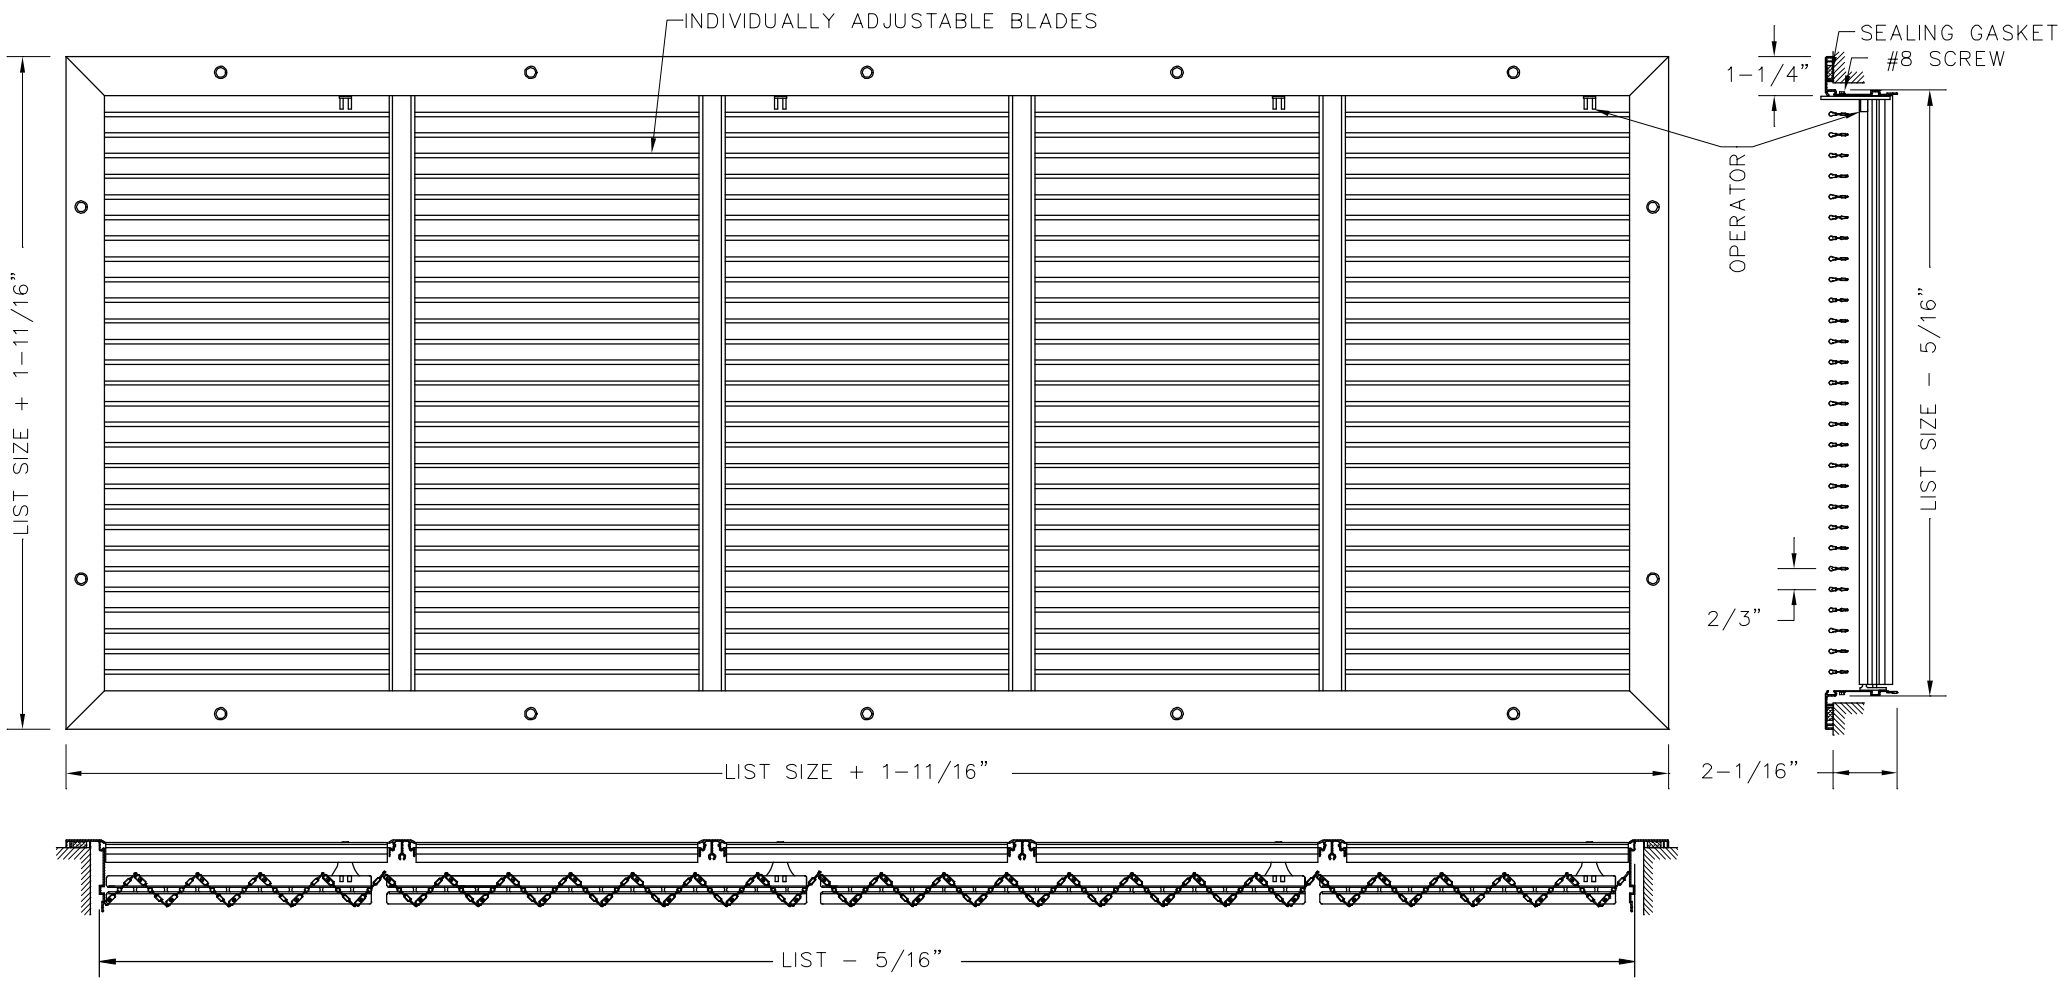 INDIVIDUALLY ADJUSTABLE BLADES
SEALING GASKET
#8 SCREW
1-1/4”
OPERATOR
LIST SIZE + 1-11/16”
LIST SIZE - 5/16”
2/3”
LIST SIZE + 1-11/16”
2-1/16”
LIST - 5/16”